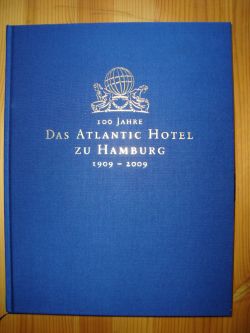 100 JAHRE
DAS ATLANTIC HOTEL
ZU HAMBURG
1909 – 2009